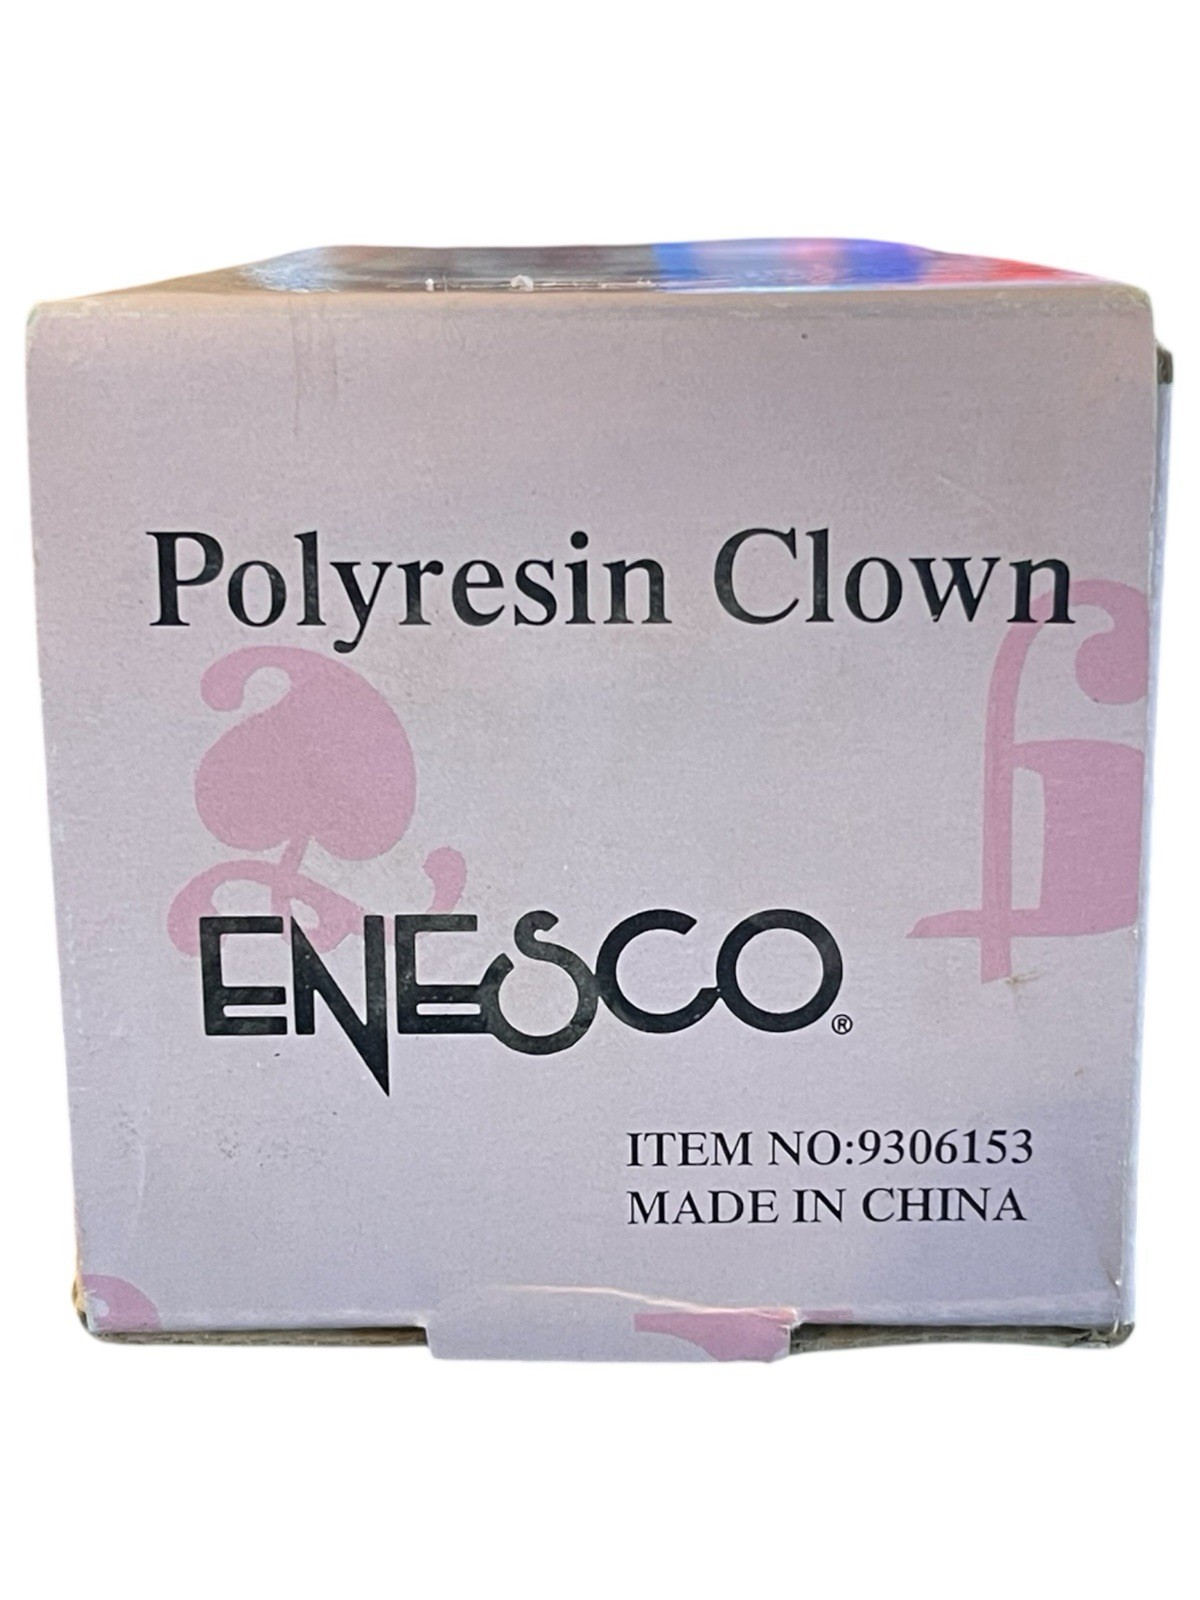 Polyresin Clown
ENESCO®
ITEM NO:9306153
MADE IN CHINA